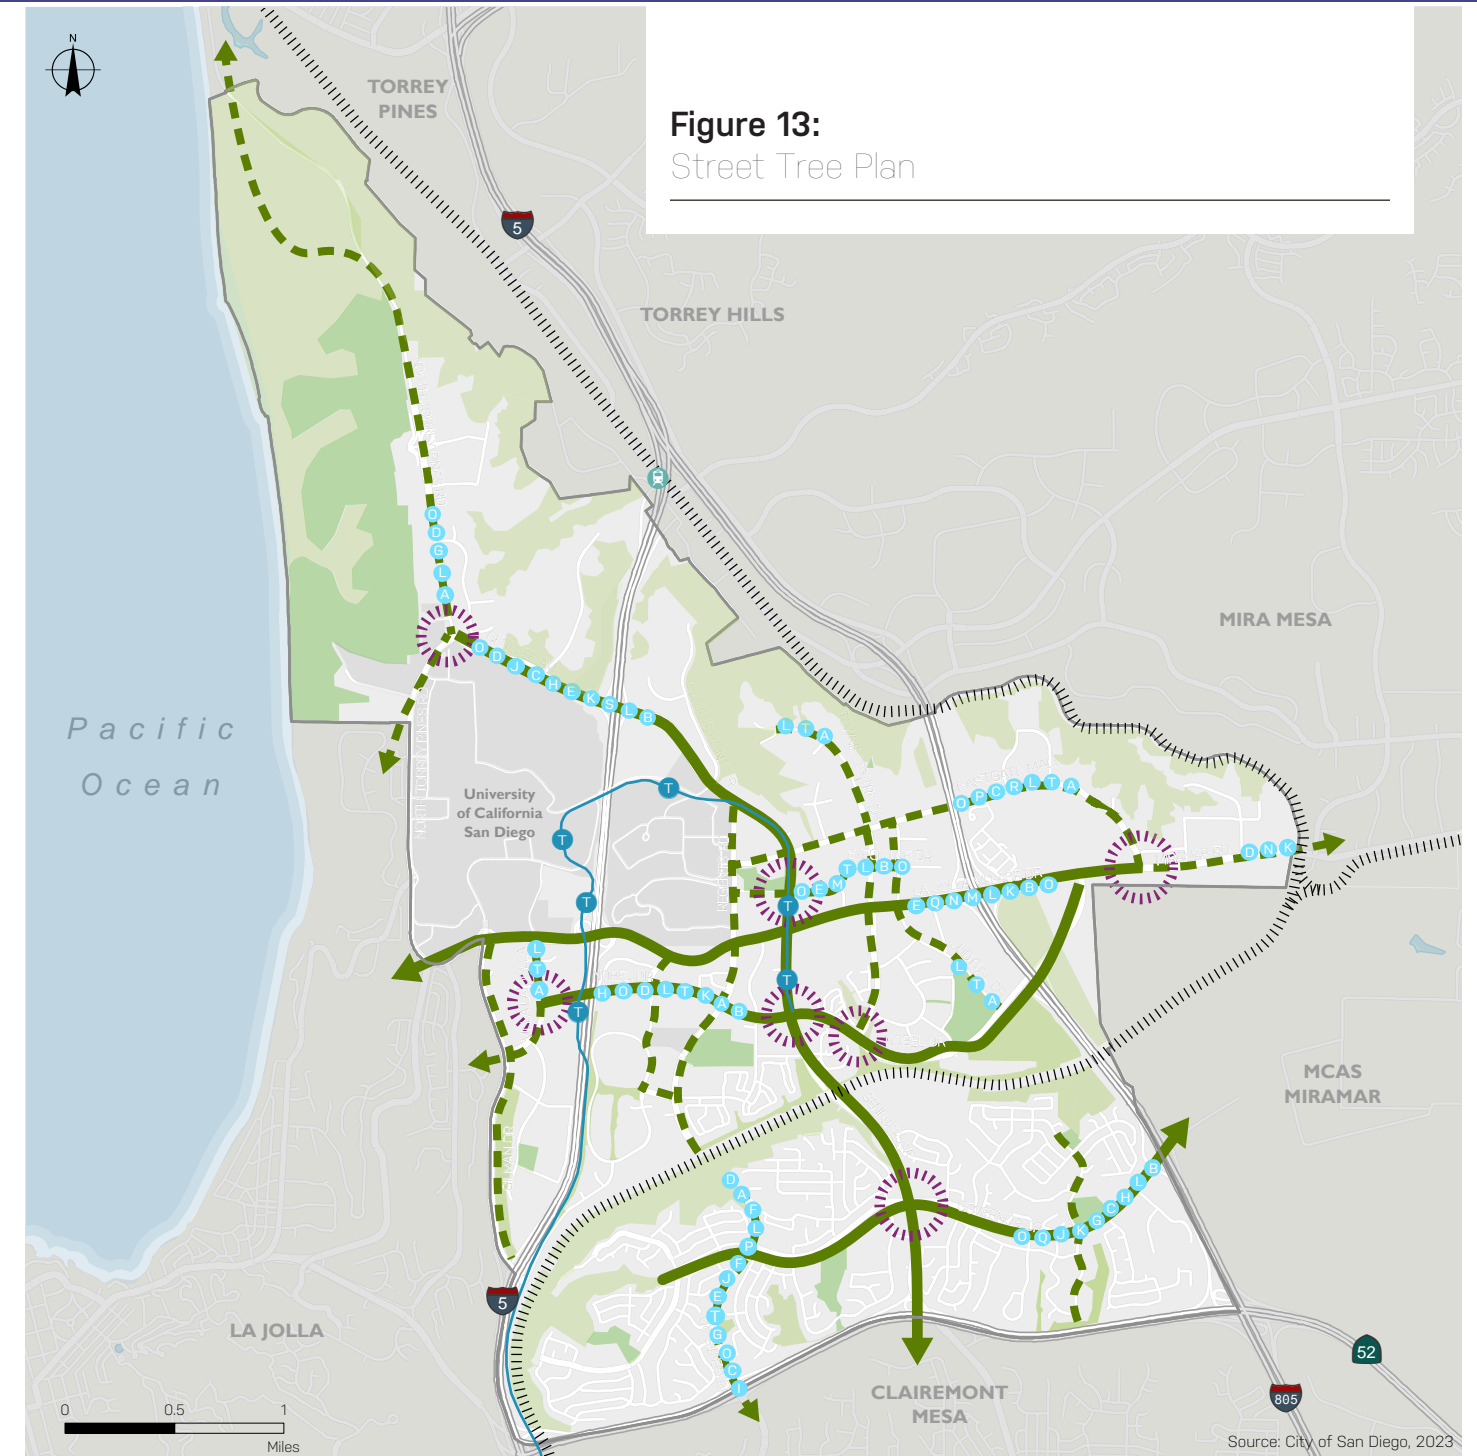 N
TORREY
PINES
Figure 13:
Street Tree Plan
5
TORREY HILLS
O
D
G
L
A
MIRA MESA
O D J C H E K S L B
Pacific
Ocean
L T A
University
of California
San Diego
T
T
T
O P C R L T A
D N K
T L B O
O E M
T
E Q N M L K B O
L
T
A
T
L
T
A
H O D L T K A B
T
GILMAN DR
MCAS
MIRAMAR
D
A
F
L
P
F
J
E
T
G
O
C
I
O Q J K G C H L B
5
LA JOLLA
52
805
CLAIREMONT
MESA
0 0.5 1
Miles
Source: City of San Diego, 2023